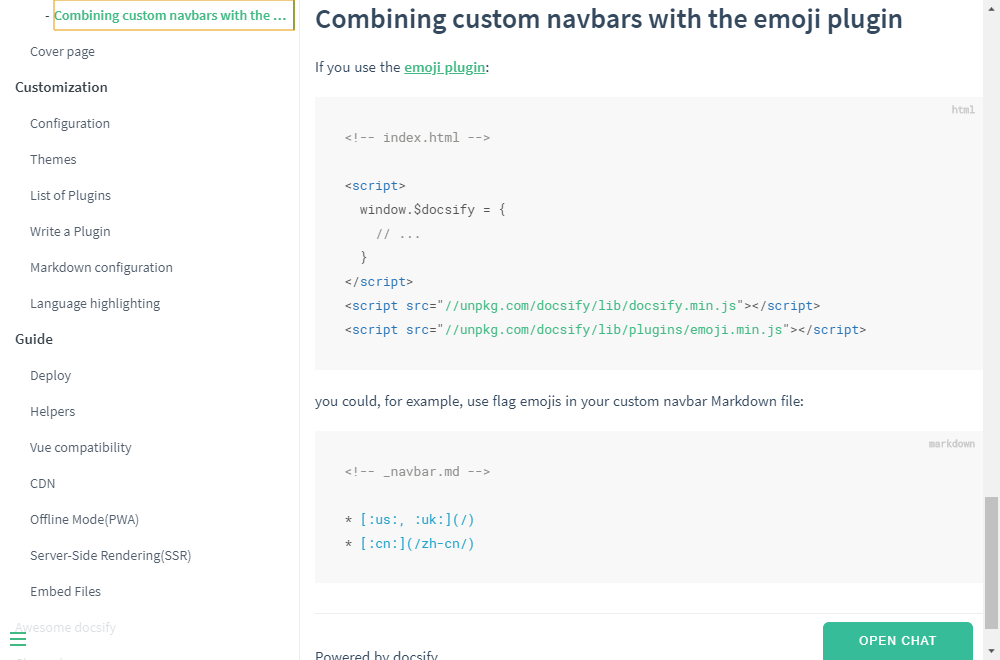 - Combining custom navbars with the ...
Cover page
Customization
Configuration
Themes
List of Plugins
Write a Plugin
Markdown configuration
Language highlighting
Guide
Deploy
Helpers
Vue compatibility
CDN
Offline Mode(PWA)
Server-Side Rendering(SSR)
Embed Files
Awesome docsify
Combining custom navbars with the emoji plugin
If you use the emoji plugin:
html
<!-- index.html -->
<script>
window.$docsify = {
// ...
}
</script>
<script src="//unpkg.com/docsify/lib/docsify.min.js"></script>
<script src="//unpkg.com/docsify/lib/plugins/emoji.min.js"></script>
you could, for example, use flag emojis in your custom navbar Markdown file:
markdown
<!-- _navbar.md -->
* [:us:, :uk:](/)
* [:cn:](/zh-cn/)
Powered by docsify
OPEN CHAT